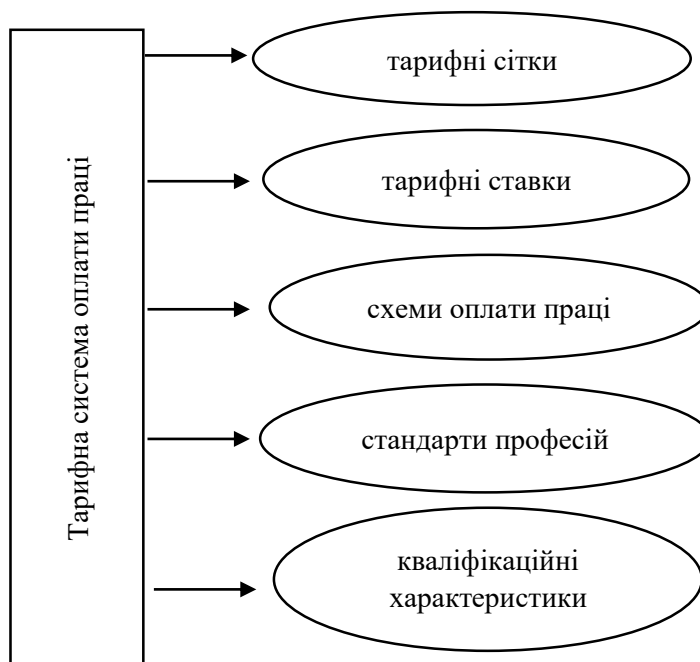 Тарифна система оплати праці
тарифні сітки
тарифні ставки
схеми оплати праці
стандарти професій
кваліфікаційні
характеристики